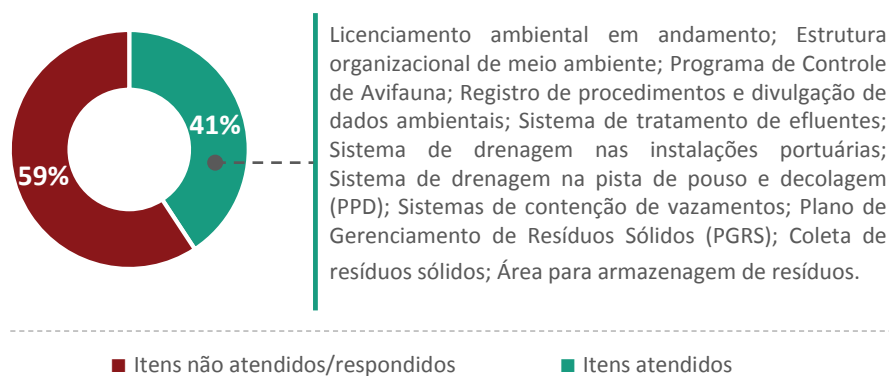 41%
59%
Licenciamento ambiental em andamento; Estrutura
organizacional de meio ambiente; Programa de Controle
de Avifauna; Registro de procedimentos e divulgação de
dados ambientais; Sistema de tratamento de efluentes;
Sistema de drenagem nas instalações portuárias;
Sistema de drenagem na pista de pouso e decolagem
(PPD); Sistemas de contenção de vazamentos; Plano de
Gerenciamento de Resíduos Sólidos (PGRS); Coleta de
resíduos sólidos; Área para armazenagem de resíduos.
Itens não atendidos/respondidos
Itens atendidos